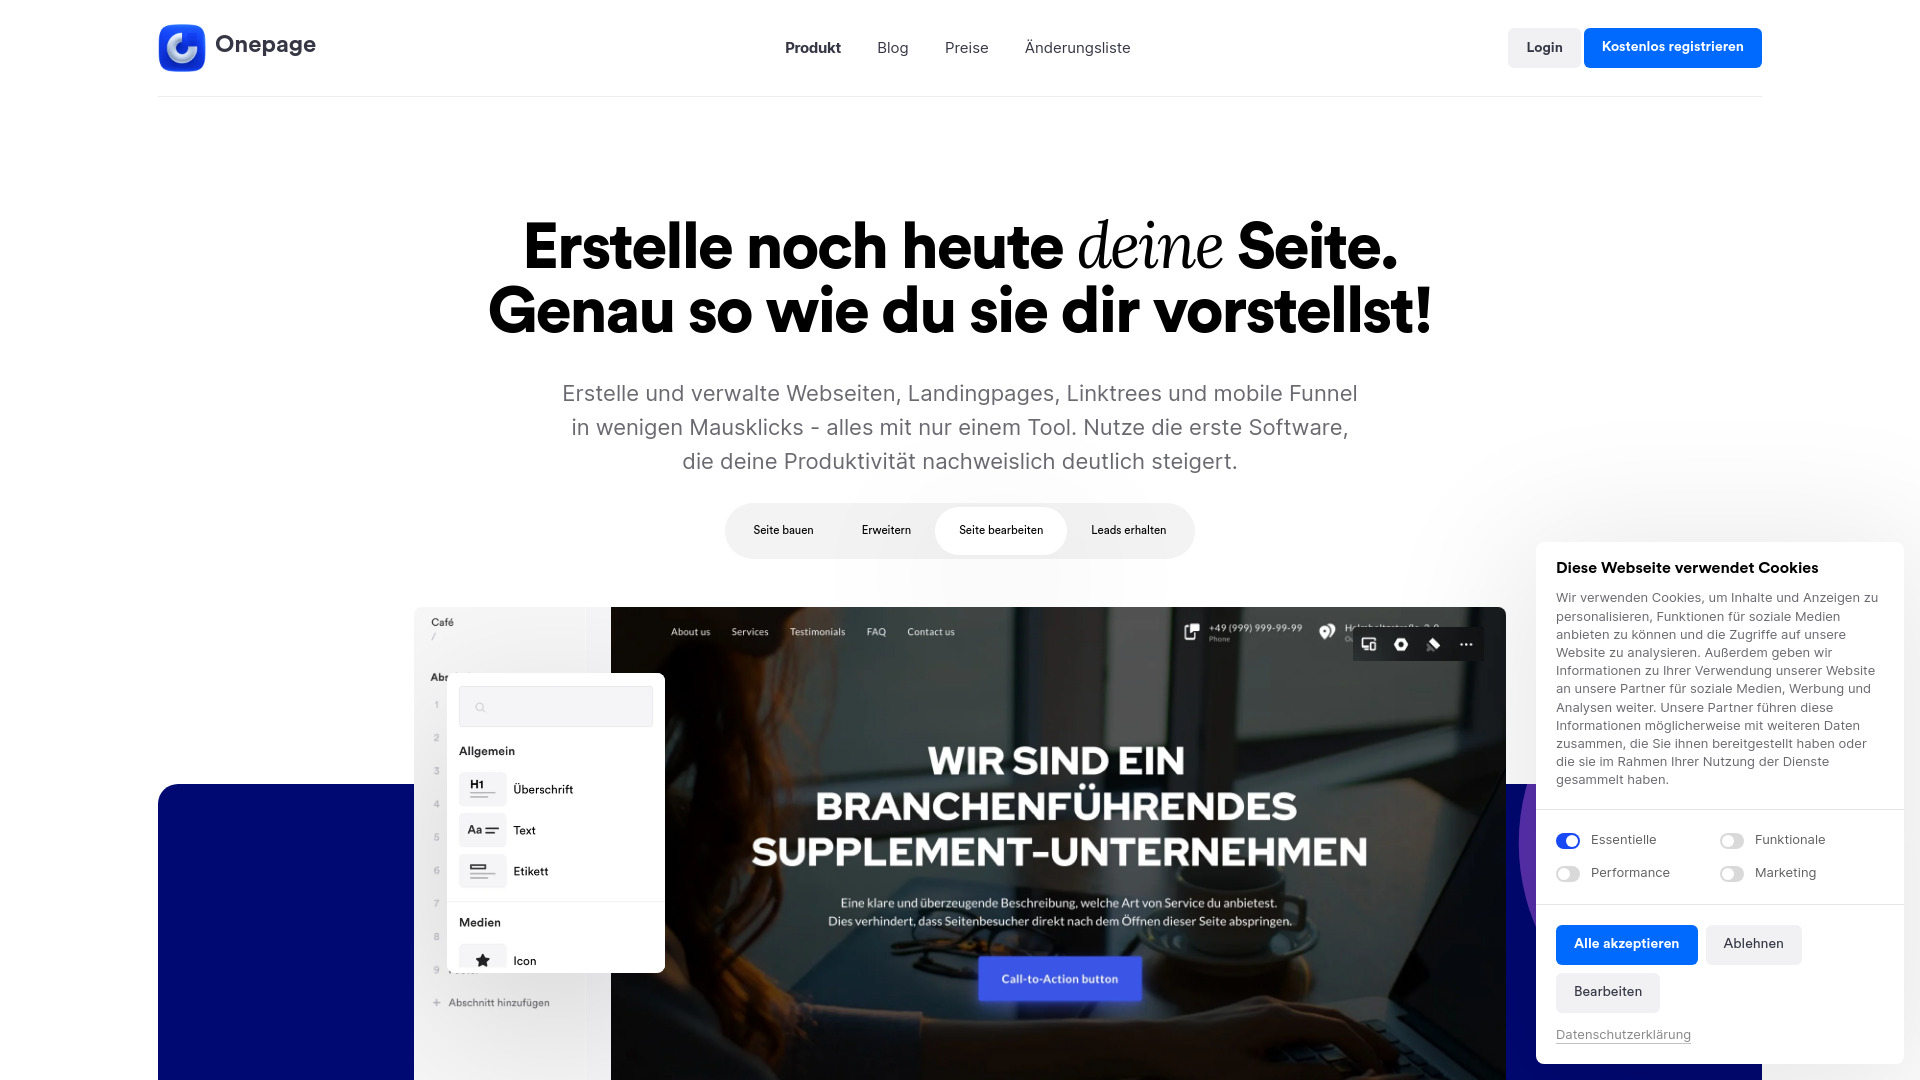 Onepage
Produkt
Blog
Preise
Änderungsliste
Login
Kostenlos registrieren
Erstelle noch heute deine Seite.
Genau so wie du sie dir vorstellst!
Erstelle und verwalte Webseiten, Landingpages, Linktrees und mobile Funnel
in wenigen Mausklicks - alles mit nur einem Tool. Nutze die erste Software,
die deine Produktivität nachweislich deutlich steigert.
Seite bauen
Erweitern
Seite bearbeiten
Leads erhalten
Café
/
1
2
3
4
5
6
7
8
9
+ Abschnitt hinzufügen
Allgemein
H1 Überschrift
Aa Text
Etikett
Medien
Icon
About us
Services
Testimonials
FAQ
Contact us
+49 (999) 999-99-99
Phone
WIR SIND EIN
BRANCHENFÜHRENDES
SUPPLEMENT-UNTERNEHMEN
Eine klare und überzeugende Beschreibung, welche Art von Service du anbietest.
Dies verhindert, dass Seitenbesucher direkt nach dem Öffnen dieser Seite abspringen.
Call-to-Action button
Diese Webseite verwendet Cookies
Wir verwenden Cookies, um Inhalte und Anzeigen zu
personalisieren, Funktionen für soziale Medien
anbieten zu können und die Zugriffe auf unsere
Website zu analysieren. Außerdem geben wir
Informationen zu Ihrer Verwendung unserer Website
an unsere Partner für soziale Medien, Werbung und
Analysen weiter. Unsere Partner führen diese
Informationen möglicherweise mit weiteren Daten
zusammen, die Sie ihnen bereitgestellt haben oder
die sie im Rahmen Ihrer Nutzung der Dienste
gesammelt haben.
Essentielle
Funktionale
Performance
Marketing
Alle akzeptieren
Ablehnen
Bearbeiten
Datenschutzerklärung